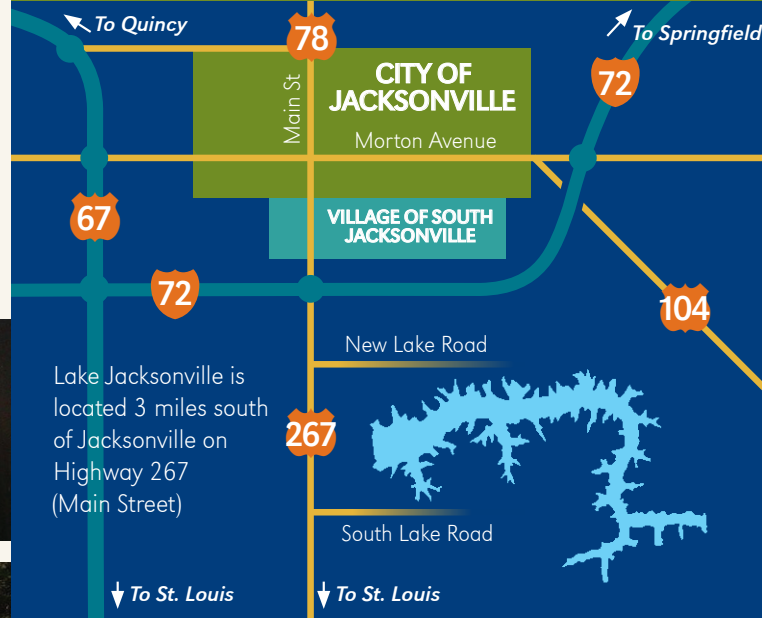 To Quincy
78
To Springfield
CITY OF
JACKSONVILLE
72
Main St
Morton Avenue
67
VILLAGE OF SOUTH
JACKSONVILLE
72
104
New Lake Road
Lake Jacksonville is
located 3 miles south
of Jacksonville on
Highway 267
(Main Street)
267
South Lake Road
To St. Louis
To St. Louis